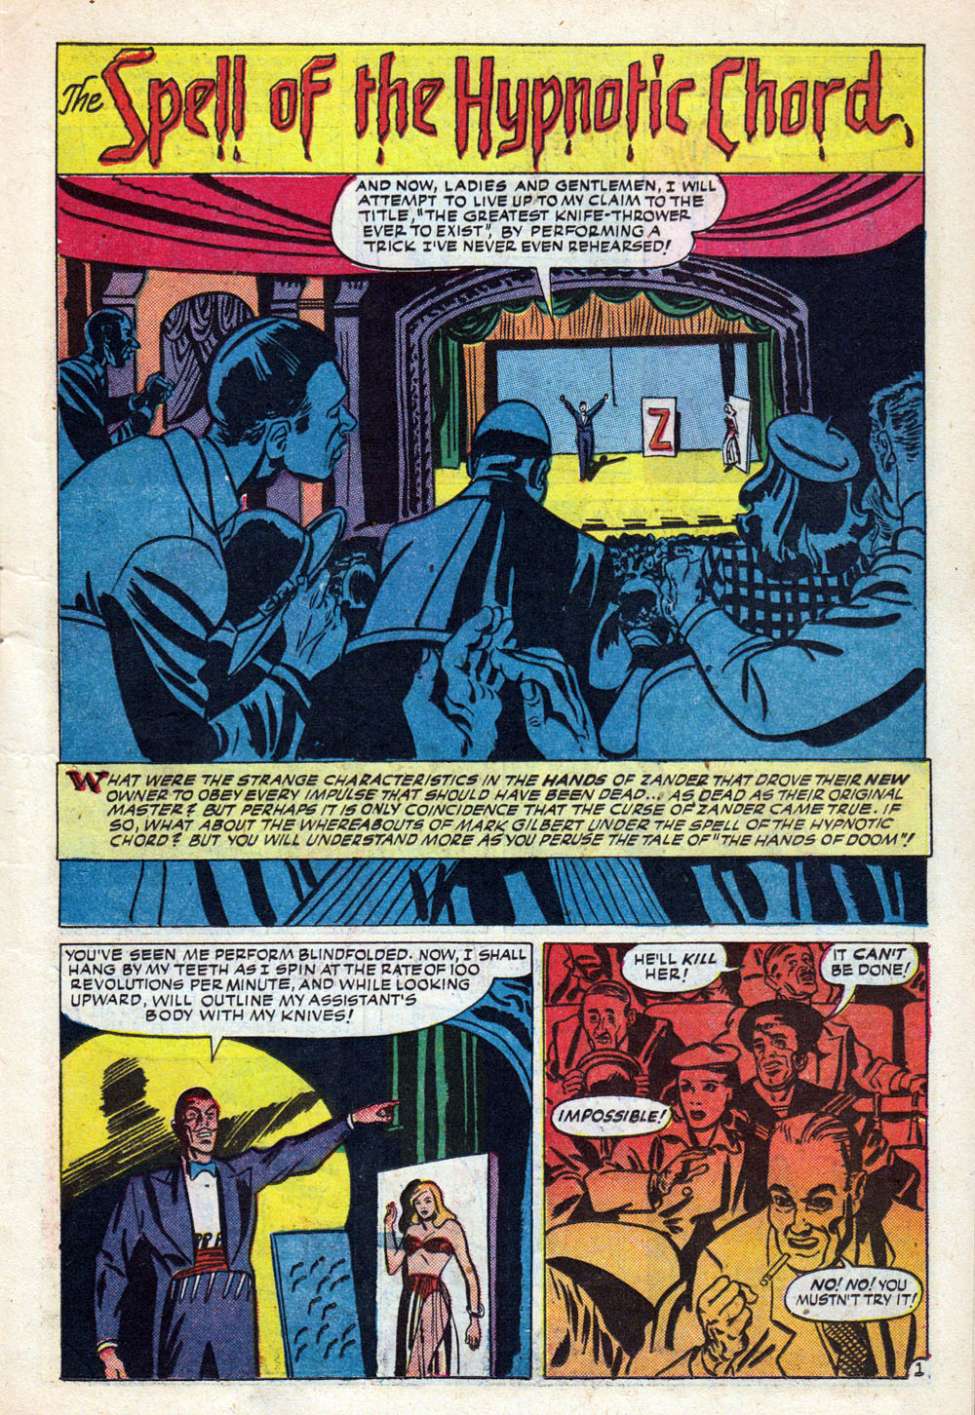 The Spell of the Hypnotic Chord
AND NOW, LADIES AND GENTLEMEN, I WILL
ATTEMPT TO LIVE UP TO MY CLAIM TO THE
TITLE, "THE GREATEST KNIFE-THROWER
EVER TO EXIST", BY PERFORMING A
TRICK I'VE NEVER EVEN REHEARSED!
Z
WHAT WERE THE STRANGE CHARACTERISTICS IN THE HANDS OF ZANDER THAT DROVE THEIR NEW
OWNER TO OBEY EVERY IMPULSE THAT SHOULD HAVE BEEN DEAD... AS DEAD AS THEIR ORIGINAL
MASTER? BUT PERHAPS IT IS ONLY COINCIDENCE THAT THE CURSE OF ZANDER CAME TRUE. IF
SO, WHAT ABOUT THE WHEREABOUTS OF MARK GILBERT UNDER THE SPELL OF THE HYPNOTIC
CHORD? BUT YOU WILL UNDERSTAND MORE AS YOU PERUSE THE TALE OF "THE HANDS OF DOOM"!
YOU'VE SEEN ME PERFORM BLINDFOLDED. NOW, I SHALL
HANG BY MY TEETH AS I SPIN AT THE RATE OF 100
REVOLUTIONS PER MINUTE, AND WHILE LOOKING
UPWARD, WILL OUTLINE MY ASSISTANT'S
BODY WITH MY KNIVES!
HE'LL KILL
HER!
IT CAN'T
BE DONE!
IMPOSSIBLE!
NO! NO! YOU
MUSTN'T TRY IT!
1